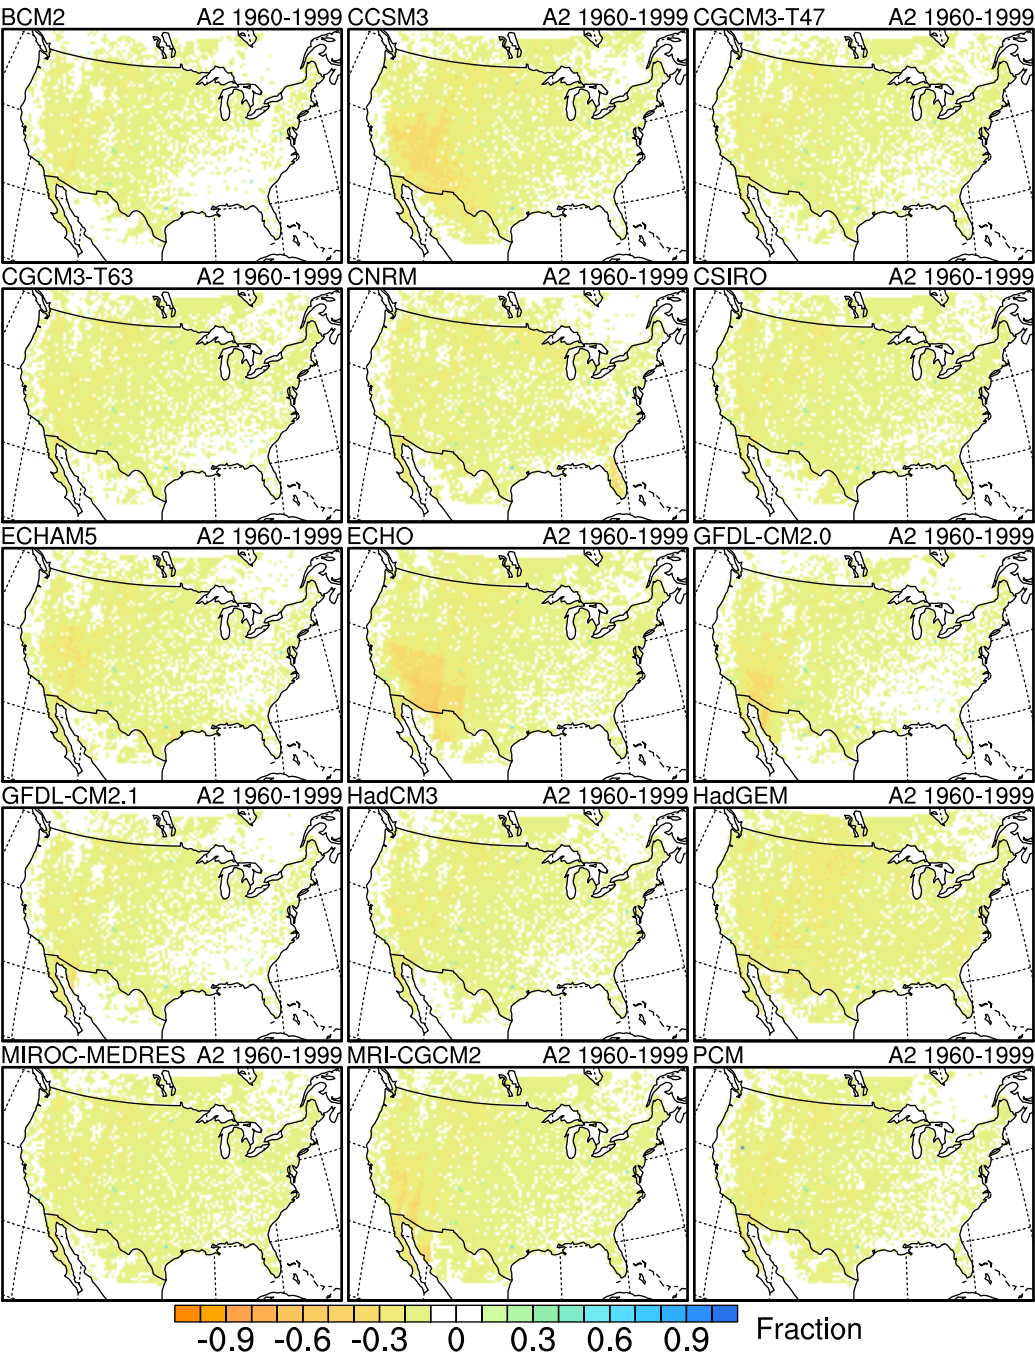 BCM2 A2 1960-1999 CCSM3 A2 1960-1999 CGCM3-T47 A2 1960-1999
CGCM3-T63 A2 1960-1999 CNRM A2 1960-1999 CSIRO A2 1960-1999
ECHAM5 A2 1960-1999 ECHO A2 1960-1999 GFDL-CM2.0 A2 1960-1999
GFDL-CM2.1 A2 1960-1999 HadCM3 A2 1960-1999 HadGEM A2 1960-1999
MIROC-MEDRES A2 1960-1999 MRI-CGCM2 A2 1960-1999 PCM A2 1960-1999
-0.9 -0.6 -0.3 0 0.3 0.6 0.9 Fraction